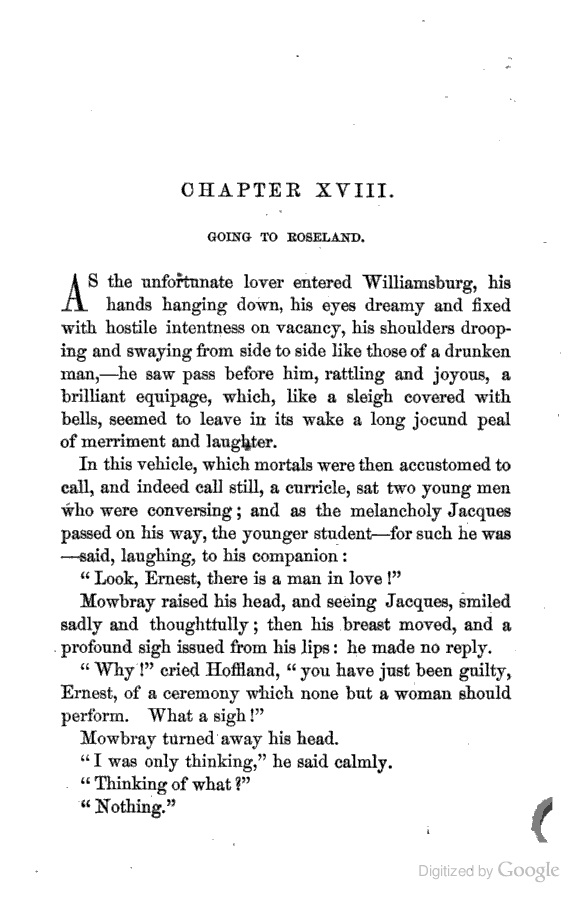 CHAPTER XVIII.
GOING TO ROSELAND.
AS the unfortunate lover entered Williamsburg, his
hands hanging down, his eyes dreamy and fixed
with hostile intentness on vacancy, his shoulders droop-
ing and swaying from side to side like those of a drunken
man,—he saw pass before him, rattling and joyous, a
brilliant equipage, which, like a sleigh covered with
bells, seemed to leave in its wake a long jocund peal
of merriment and laughter.
In this vehicle, which mortals were then accustomed to
call, and indeed call still, a curricle, sat two young men
who were conversing; and as the melancholy Jacques
passed on his way, the younger student—for such he was
—said, laughing, to his companion:
“Look, Ernest, there is a man in love!”
Mowbray raised his head, and seeing Jacques, smiled
sadly and thoughtfully; then his breast moved, and a
profound sigh issued from his lips: he made no reply.
“Why!” cried Hoffland, “you have just been guilty,
Ernest, of a ceremony which none but a woman should
perform. What a sigh!”
Mowbray turned away his head.
“I was only thinking,” he said calmly.
“Thinking of what?”
“Nothing.”
Digitized by Google